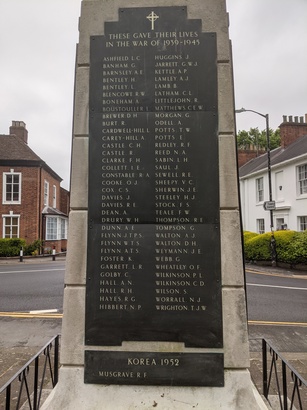 THESE GAVE THEIR LIVES
IN THE WAR OF 1939-1945
ASHFIELD L.C
BANHAM G.
BARNSLEY A.E
BENTLEY H
BENTLEY L
BLENCOWE R.W
BONEHAM A
BREWER D.H
BUBY R
CARDWELL-HILL L
CAREY-HILL A
CASTLE C.H
CASTLE R
CLARKE F.H
COLLETT L.E
CONSTABLE R.A
COOKE O.J
COX C.S
DAVIES J
DAVIES R.E
DEAN A
DRURY W.H
DUNN A.E
FLYNN J.T.P.S
FLYNN W.T.S
FLYNN A.T.S
FOSTER K
GARRETT L.R
GOSBY C
HALL A.N
HALL R.H
HAYES R.G
HIBBERT N.P
HUGGINS J
JARRETT G.W.J
KETTLE A.P
LAMLEY A.J
LAMB R
LATHAM C.L
LITTLEJOHN R
MATTHEWS C.E.W
MORGAN G
ODELL A
POTTS T.W
POTTS E
REDLEY R.F
REED N.A
SABIN J.H
SAUL J
SEWELL R.E
SHEPEY V.C
SHERWIN J.E
STEELEY H.J
STOCK F.S
TEALE F.W
THOMPSON R.E
TOMPSON G
WALTON A.J
WALTON D.H
WEYMANN J.E
WEBB G
WHEATLEY O.F
WILKINSON P.L
WILKINSON C.D
WILSON S
WORRALL N.J
WRIGHTON T.J.W
KOREA 1952
MUSGRAVE R.F